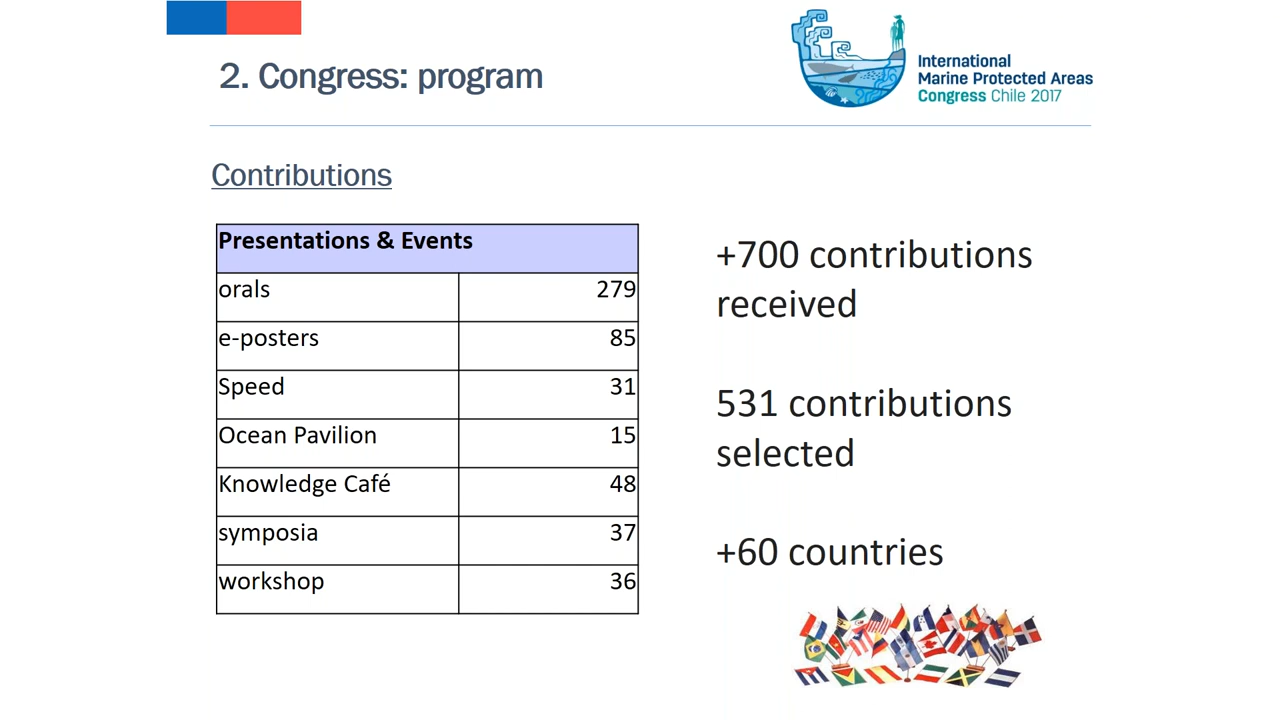 2. Congress: program
International
Marine Protected Areas
Congress Chile 2017
Contributions
Presentations & Events
orals 279
e-posters 85
Speed 31
Ocean Pavilion 15
Knowledge Café 48
symposia 37
workshop 36
+700 contributions
received
531 contributions
selected
+60 countries